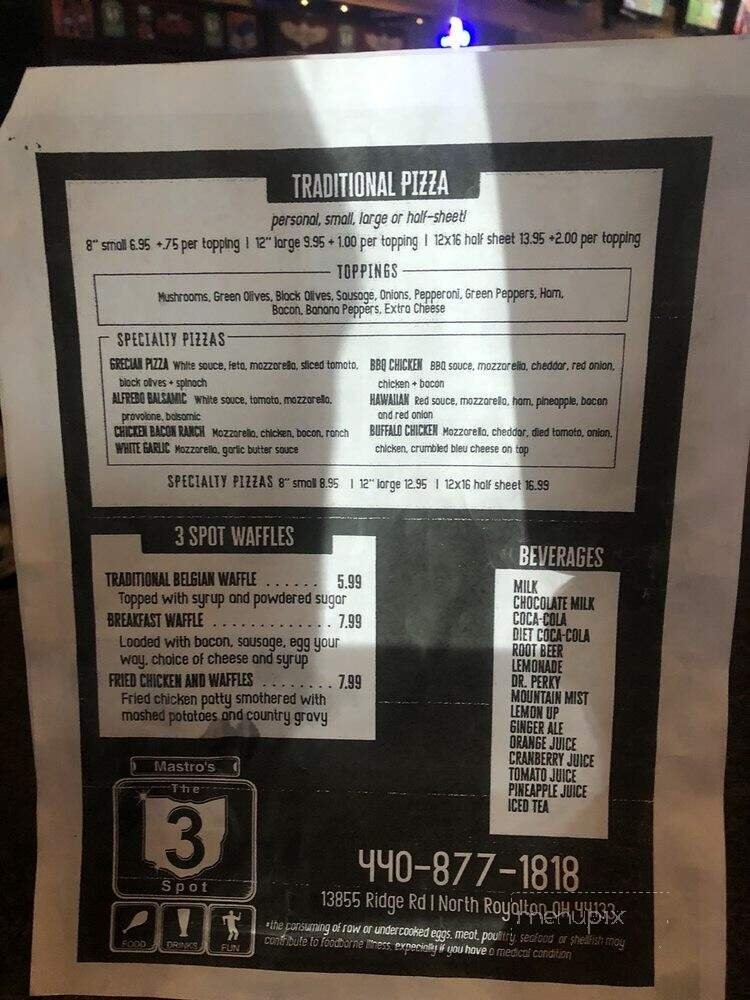 TRADITIONAL PIZZA
personal, small, large or half-sheet!
8" small 6.95 +.75 per topping | 12" large 9.95 + 1.00 per topping | 12x16 half sheet 13.95 +2.00 per topping
TOPPINGS
Mushrooms, Green Olives, Black Olives, Sausage, Onions, Pepperoni, Green Peppers, Ham,
Bacon, Banana Peppers, Extra Cheese
SPECIALTY PIZZAS
GRECIAN PIZZA White sauce, feta, mozzarella, sliced tomato,
black olives + spinach
ALFREDO BALSAMIC White sauce, tomato, mozzarella,
provolone, balsamic
CHICKEN BACON RANCH Mozzarella, chicken, bacon, ranch
WHITE GARLIC Mozzarella, garlic butter sauce
BBQ CHICKEN BBQ sauce, mozzarella, cheddar, red onion,
chicken + bacon
HAWAIIAN Red sauce, mozzarella, ham, pineapple, bacon
and red onion
BUFFALO CHICKEN Mozzarella, cheddar, died tomato, onion,
chicken, crumbled bleu cheese on top
SPECIALTY PIZZAS 8" small 8.95 | 12" large 12.95 | 12x16 half sheet 16.99
3 SPOT WAFFLES
TRADITIONAL BELGIAN WAFFLE ...... 5.99
Topped with syrup and powdered sugar
BREAKFAST WAFFLE ............ 7.99
Loaded with bacon, sausage, egg your
way, choice of cheese and syrup
FRIED CHICKEN AND WAFFLES ........ 7.99
Fried chicken patty smothered with
mashed potatoes and country gravy
BEVERAGES
MILK
CHOCOLATE MILK
COCA-COLA
DIET COCA-COLA
ROOT BEER
LEMONADE
DR. PERKY
MOUNTAIN MIST
LEMON UP
GINGER ALE
ORANGE JUICE
CRANBERRY JUICE
TOMATO JUICE
PINEAPPLE JUICE
ICED TEA
Mastro's
The
3
Spot
FOOD DRINKS FUN
440-877-1818
13855 Ridge Rd | North Royalton OH 44133
menupix
*the consuming of raw or undercooked eggs, meat, poultry, seafood or shellfish may
contribute to foodborne illness, expecially if you have a medical condition